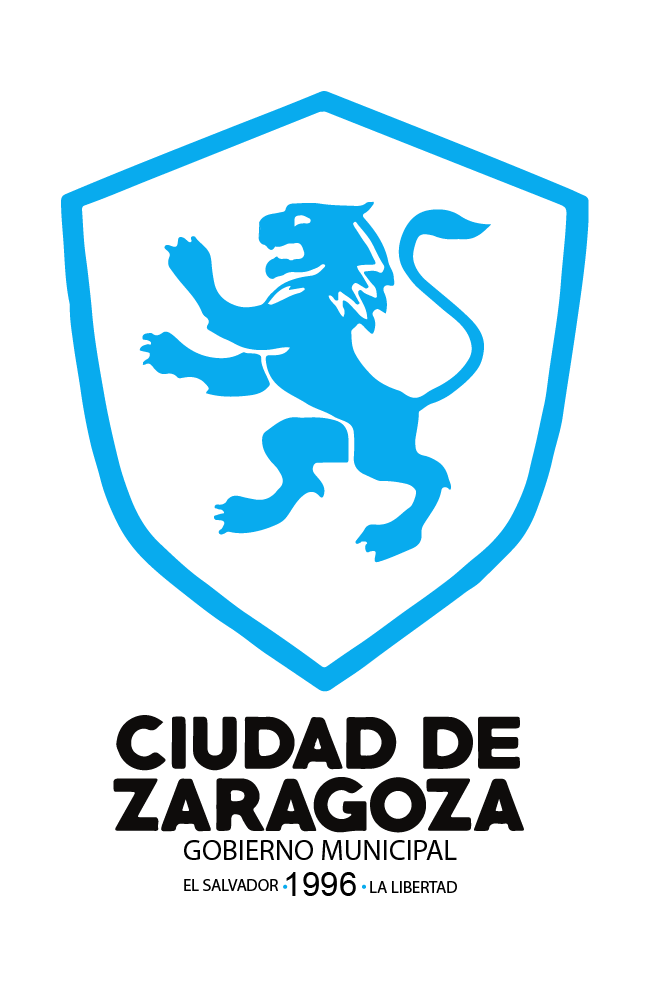 CIUDAD DE
ZARAGOZA
GOBIERNO MUNICIPAL
EL SALVADOR · 1996 · LA LIBERTAD